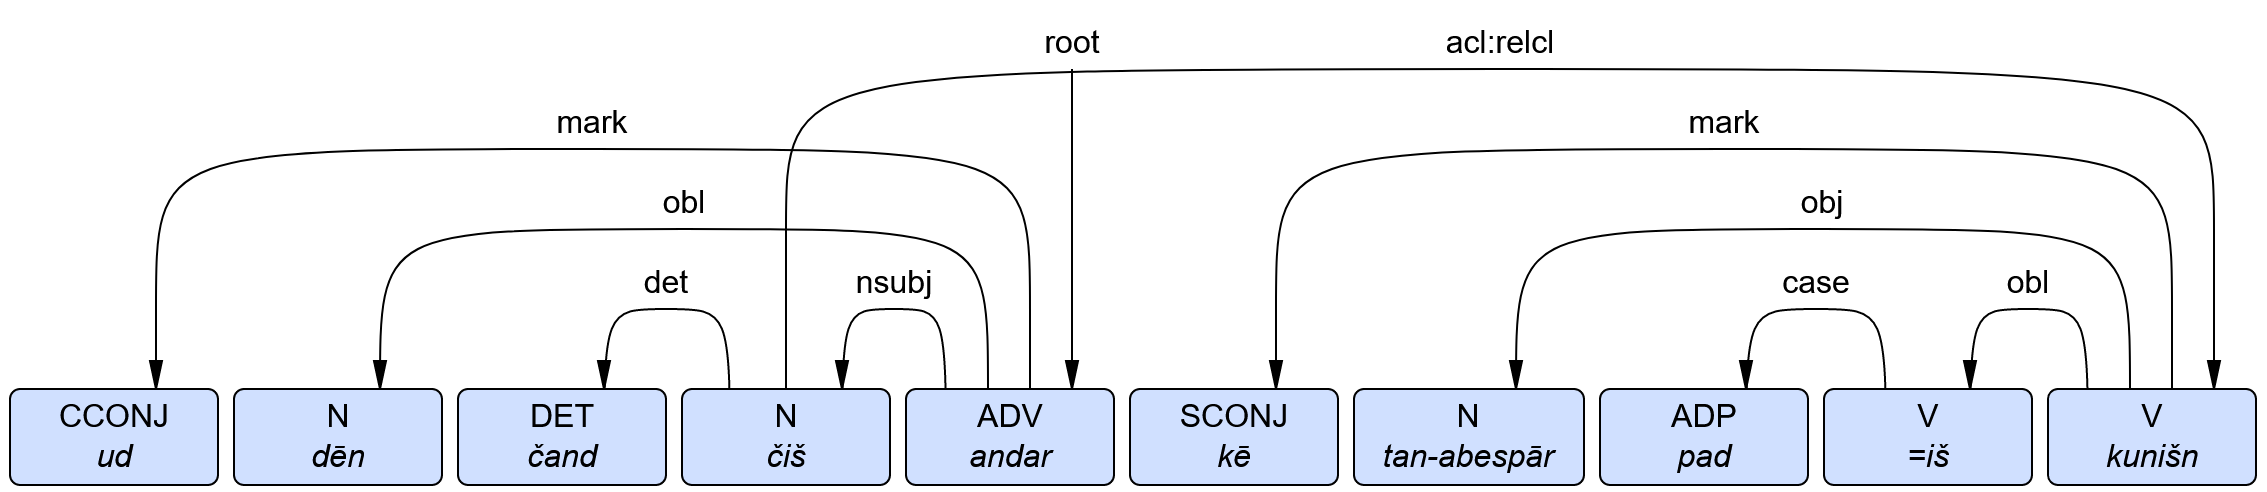 root acl:relcl
mark mark
obl obj
det nsubj case obl
CCONJ N DET N ADV SCONJ N ADP V V
ud dēn čand čiš andar kē tan-abespār pad =iš kunišn